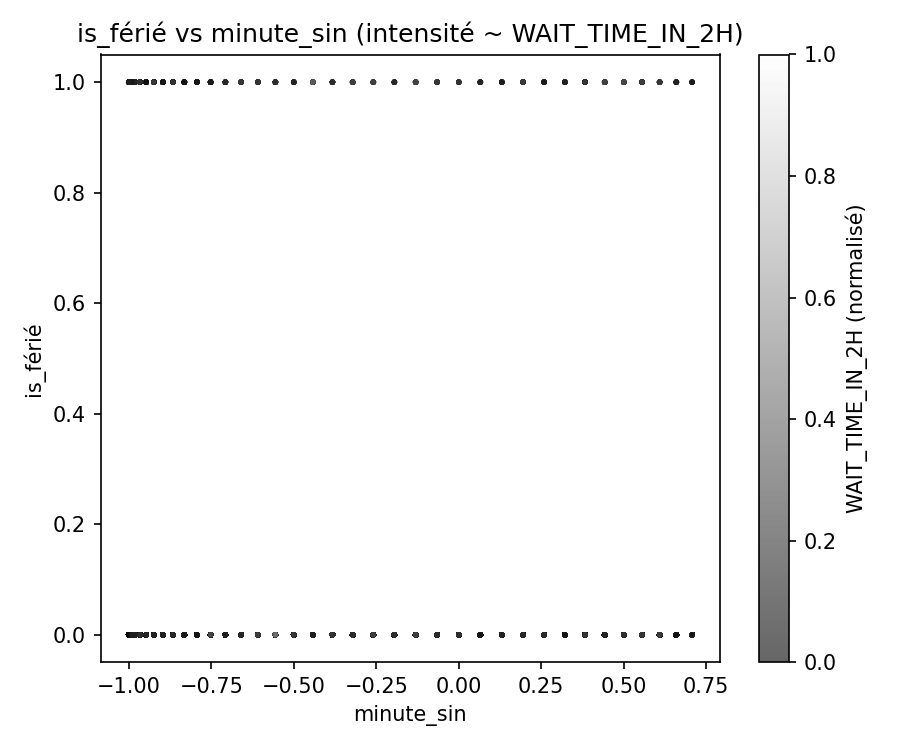 is_férié vs minute_sin (intensité ~ WAIT_TIME_IN_2H)
1.0
0.8
0.6
0.4
0.2
0.0
is_férié
−1.00 −0.75 −0.50 −0.25 0.00 0.25 0.50 0.75
minute_sin
1.0
0.8
0.6
0.4
0.2
0.0
WAIT_TIME_IN_2H (normalisé)